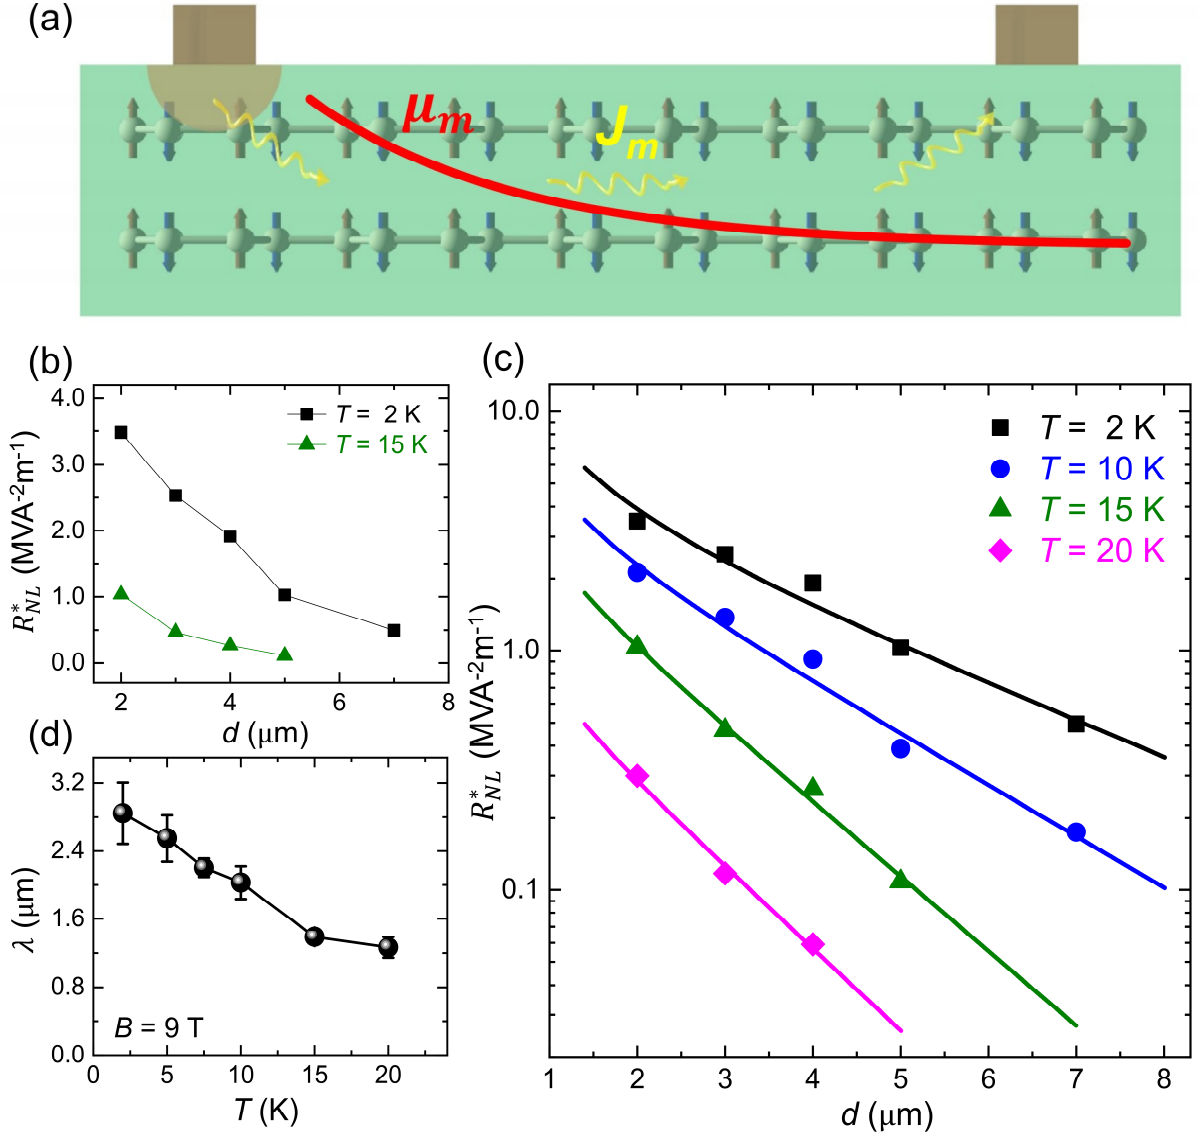 (a)
μm
Jm
(b)
4.0
3.0
2.0
1.0
0.0
R*NL (MVA-2m-1)
T = 2 K
T = 15 K
2 4 6 8
d (μm)
(c)
10.0
1.0
0.1
R*NL (MVA-2m-1)
T = 2 K
T = 10 K
T = 15 K
T = 20 K
1 2 3 4 5 6 7 8
d (μm)
(d)
3.2
2.4
1.6
0.8
0.0
λ (μm)
B = 9 T
0 5 10 15 20
T (K)